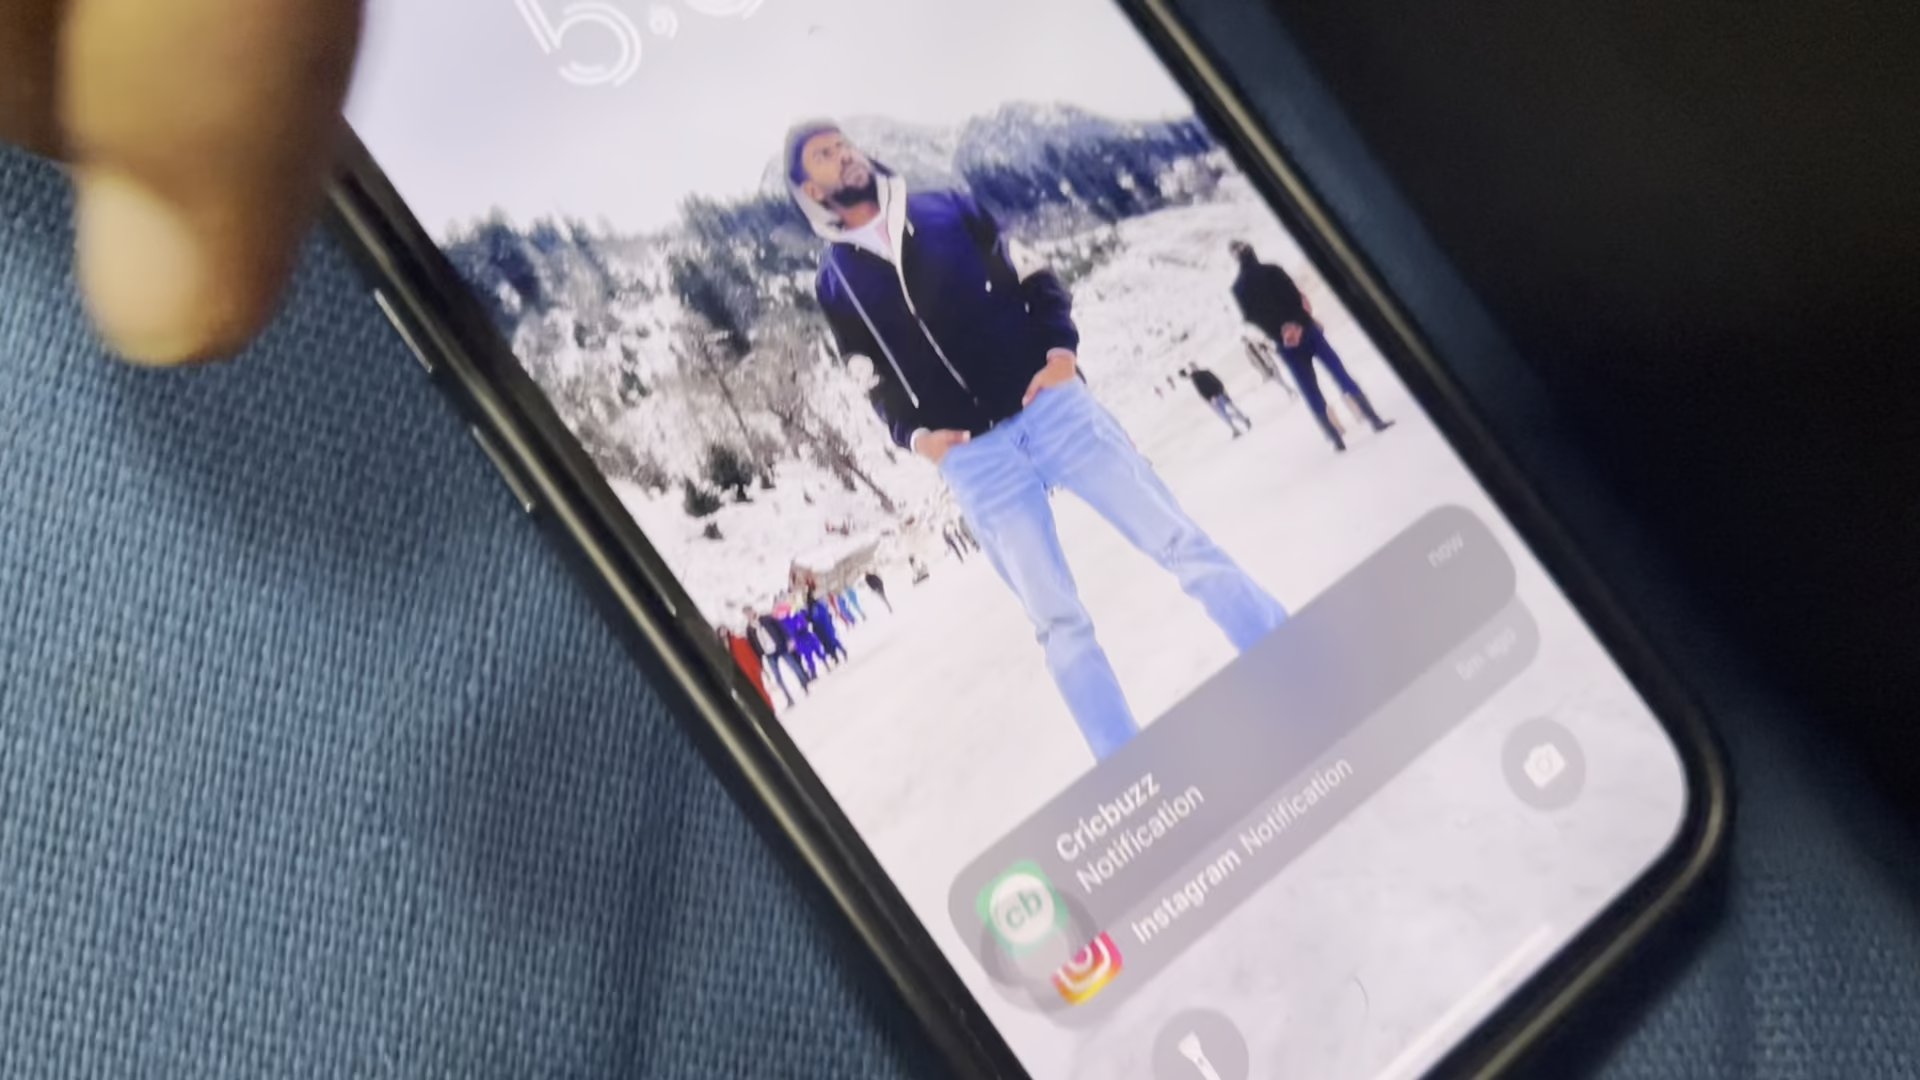 now
Cricbuzz
Notification
cb
Instagram Notification